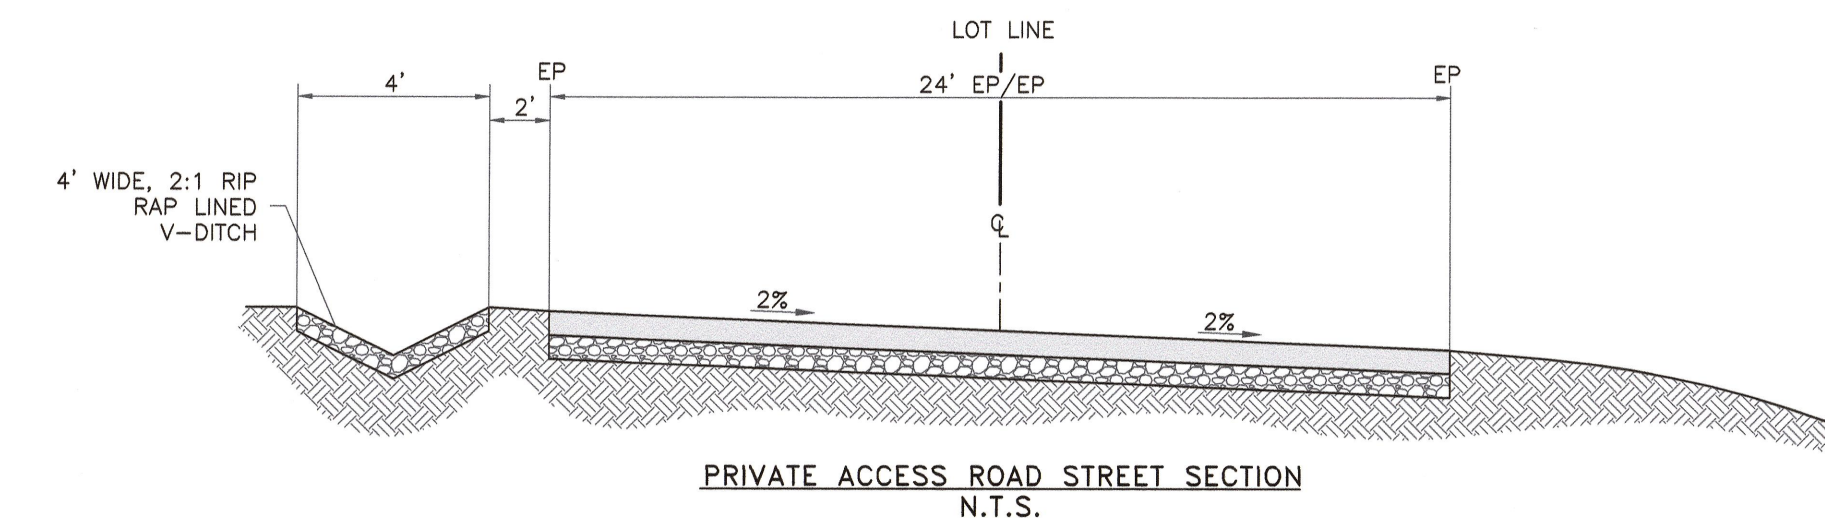 LOT LINE
EP
24' EP/EP
EP
4'
2'
4' WIDE, 2:1 RIP
RAP LINED
V-DITCH
CL
2%
2%
PRIVATE ACCESS ROAD STREET SECTION
N.T.S.